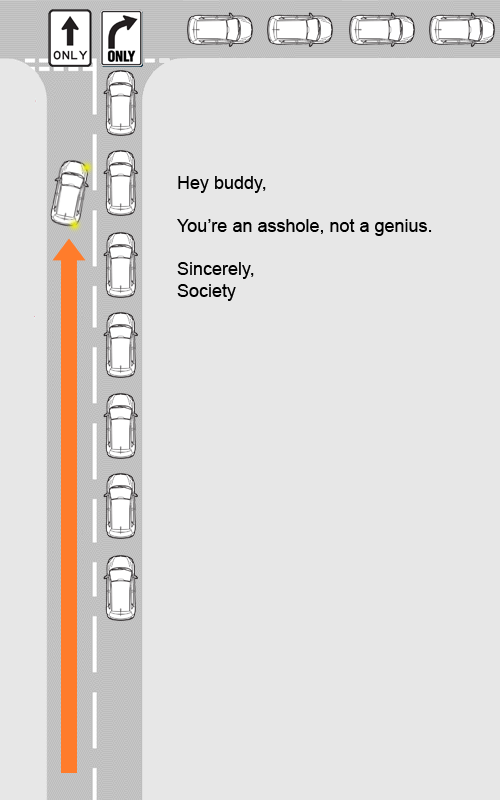 ONLY
ONLY
Hey buddy,
You’re an asshole, not a genius.
Sincerely,
Society